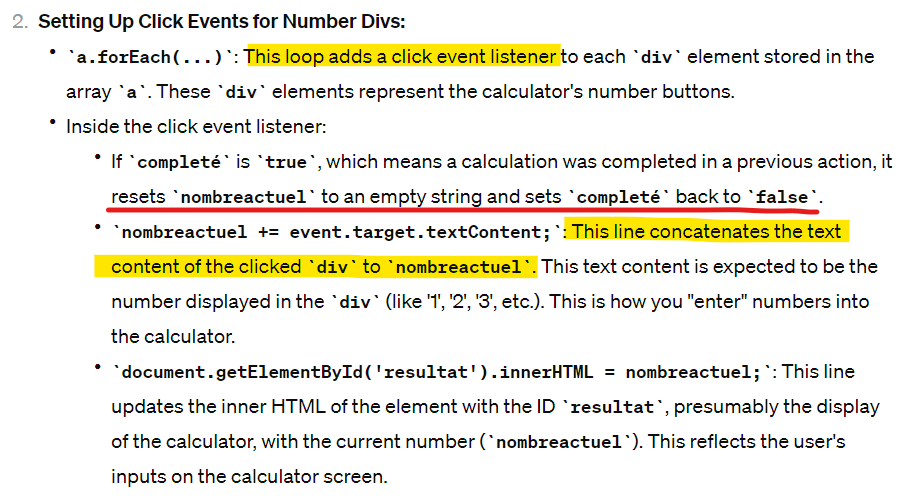 2. Setting Up Click Events for Number Divs:
• `a.forEach(...)`: This loop adds a click event listener to each `div` element stored in the
array `a`. These `div` elements represent the calculator's number buttons.
• Inside the click event listener:
• If `completé` is `true`, which means a calculation was completed in a previous action, it
resets `nombreactuel` to an empty string and sets `completé` back to `false`.
• `nombreactuel += event.target.textContent;`: This line concatenates the text
content of the clicked `div` to `nombreactuel`. This text content is expected to be the
number displayed in the `div` (like '1', '2', '3', etc.). This is how you "enter" numbers into
the calculator.
• `document.getElementById('resultat').innerHTML = nombreactuel;`: This line
updates the inner HTML of the element with the ID `resultat`, presumably the display
of the calculator, with the current number (`nombreactuel`). This reflects the user's
inputs on the calculator screen.